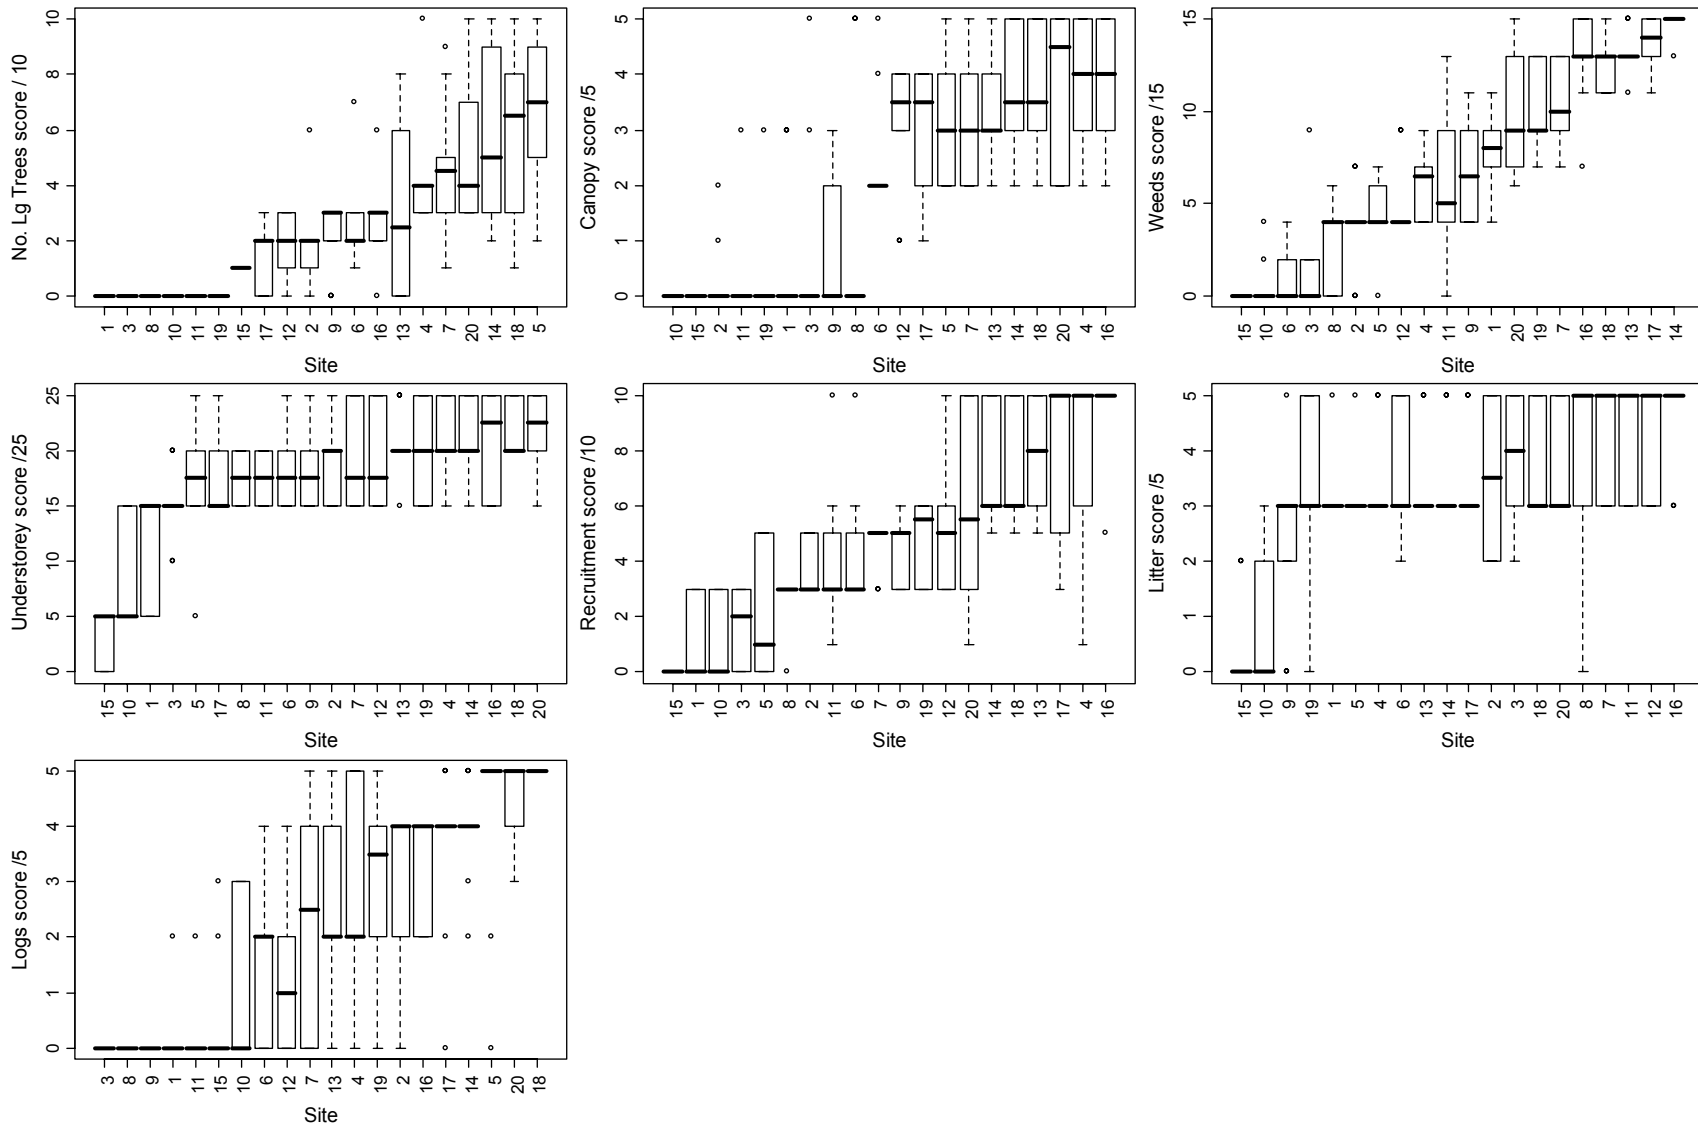 No. Lg Trees score / 10
0 2 4 6 8 10
1 3 8 10 11 19 15 17 12 2 9 6 16 13 4 7 20 14 18 5
Site
Canopy score /5
0 1 2 3 4 5
10 15 2 11 19 1 3 9 8 6 12 17 5 7 13 14 18 20 4 16
Site
Weeds score /15
0 5 10 15
15 10 6 3 8 2 5 12 4 11 9 1 20 19 7 16 18 13 17 14
Site
Understorey score /25
0 5 10 15 20 25
15 10 1 3 5 17 8 11 6 9 2 7 12 13 19 4 14 16 18 20
Site
Recruitment score /10
0 2 4 6 8 10
15 1 10 3 5 8 2 11 6 7 9 19 12 20 14 18 13 17 4 16
Site
Litter score /5
0 1 2 3 4 5
15 10 9 19 1 5 4 6 13 14 17 2 3 18 20 8 7 11 12 16
Site
Logs score /5
0 1 2 3 4 5
3 8 9 1 11 15 10 6 12 7 13 4 19 2 16 17 14 5 20 18
Site